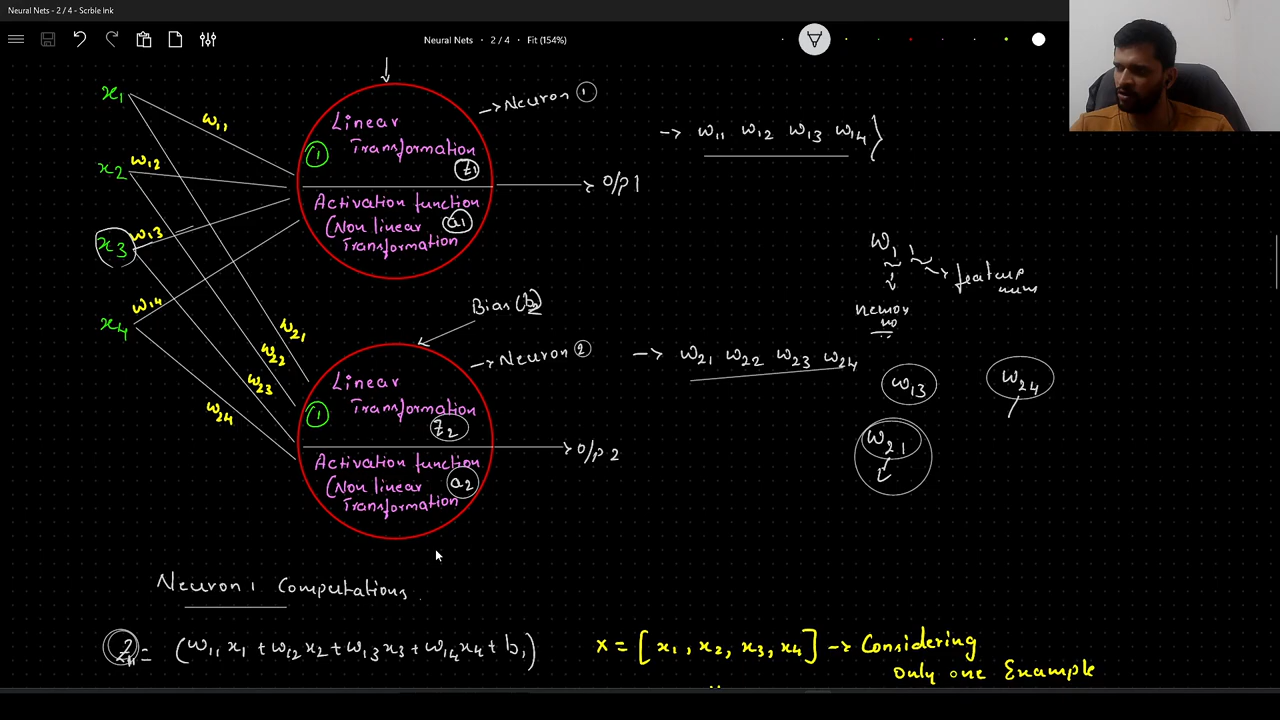 Neural Nets - 2 / 4 - Scrble Ink
Neural Nets • 2 / 4 • Fit (154%)
x1
x2
x3
x4
w11
w12
w13
w14
w21
w22
w23
w24
Linear
Transformation
1
z1
Activation function
(Non linear
Transformation
a1
→Neuron 1
→ O/P 1
→ w11 w12 w13 w14 }
w11
→ feature
num
no
Bias (b2)
Linear
Transformation
1
z2
Activation function
(Non linear
Transformation
a2
→Neuron 2
→ O/P 2
→ w21 w22 w23 w24
w13
w24
w21
Neuron 1 Computations
= (w11 x1 + w12 x2 + w13 x3 + w14 x4 + b1)
x = [x1, x2, x3, x4] → Considering
only one Example